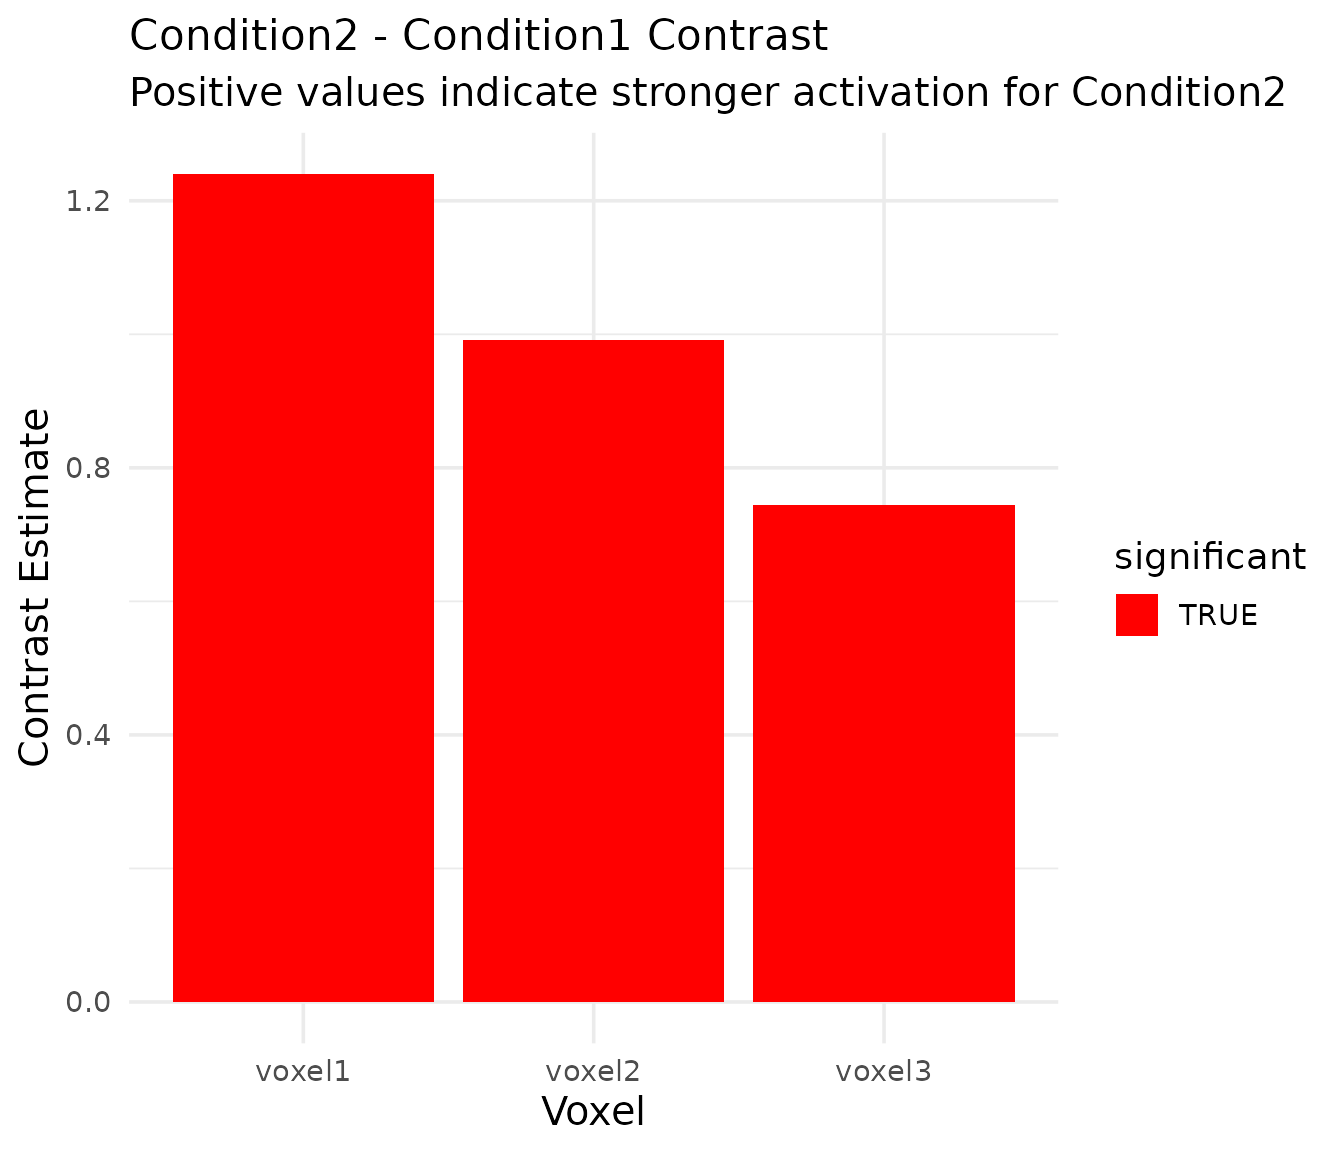 Condition2 - Condition1 Contrast
Positive values indicate stronger activation for Condition2
Contrast Estimate
1.2
0.8
0.4
0.0
voxel1
voxel2
voxel3
Voxel
significant
TRUE